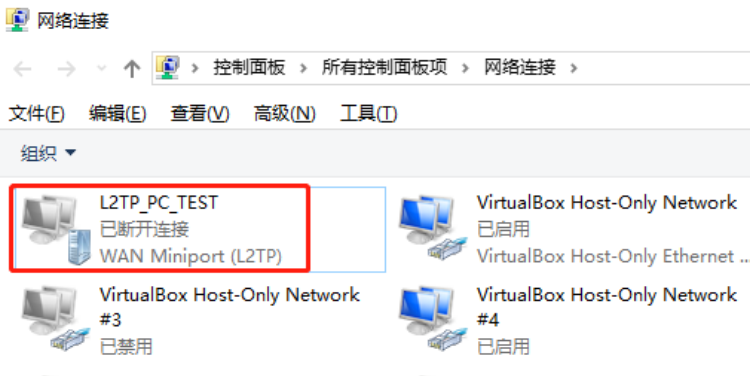 网络连接
控制面板 › 所有控制面板项 › 网络连接 ›
文件(F) 编辑(E) 查看(V) 高级(N) 工具(T)
组织
L2TP_PC_TEST
已断开连接
WAN Miniport (L2TP)
VirtualBox Host-Only Network
已启用
VirtualBox Host-Only Ethernet ...
VirtualBox Host-Only Network
#3
已禁用
VirtualBox Host-Only Network
#4
已启用